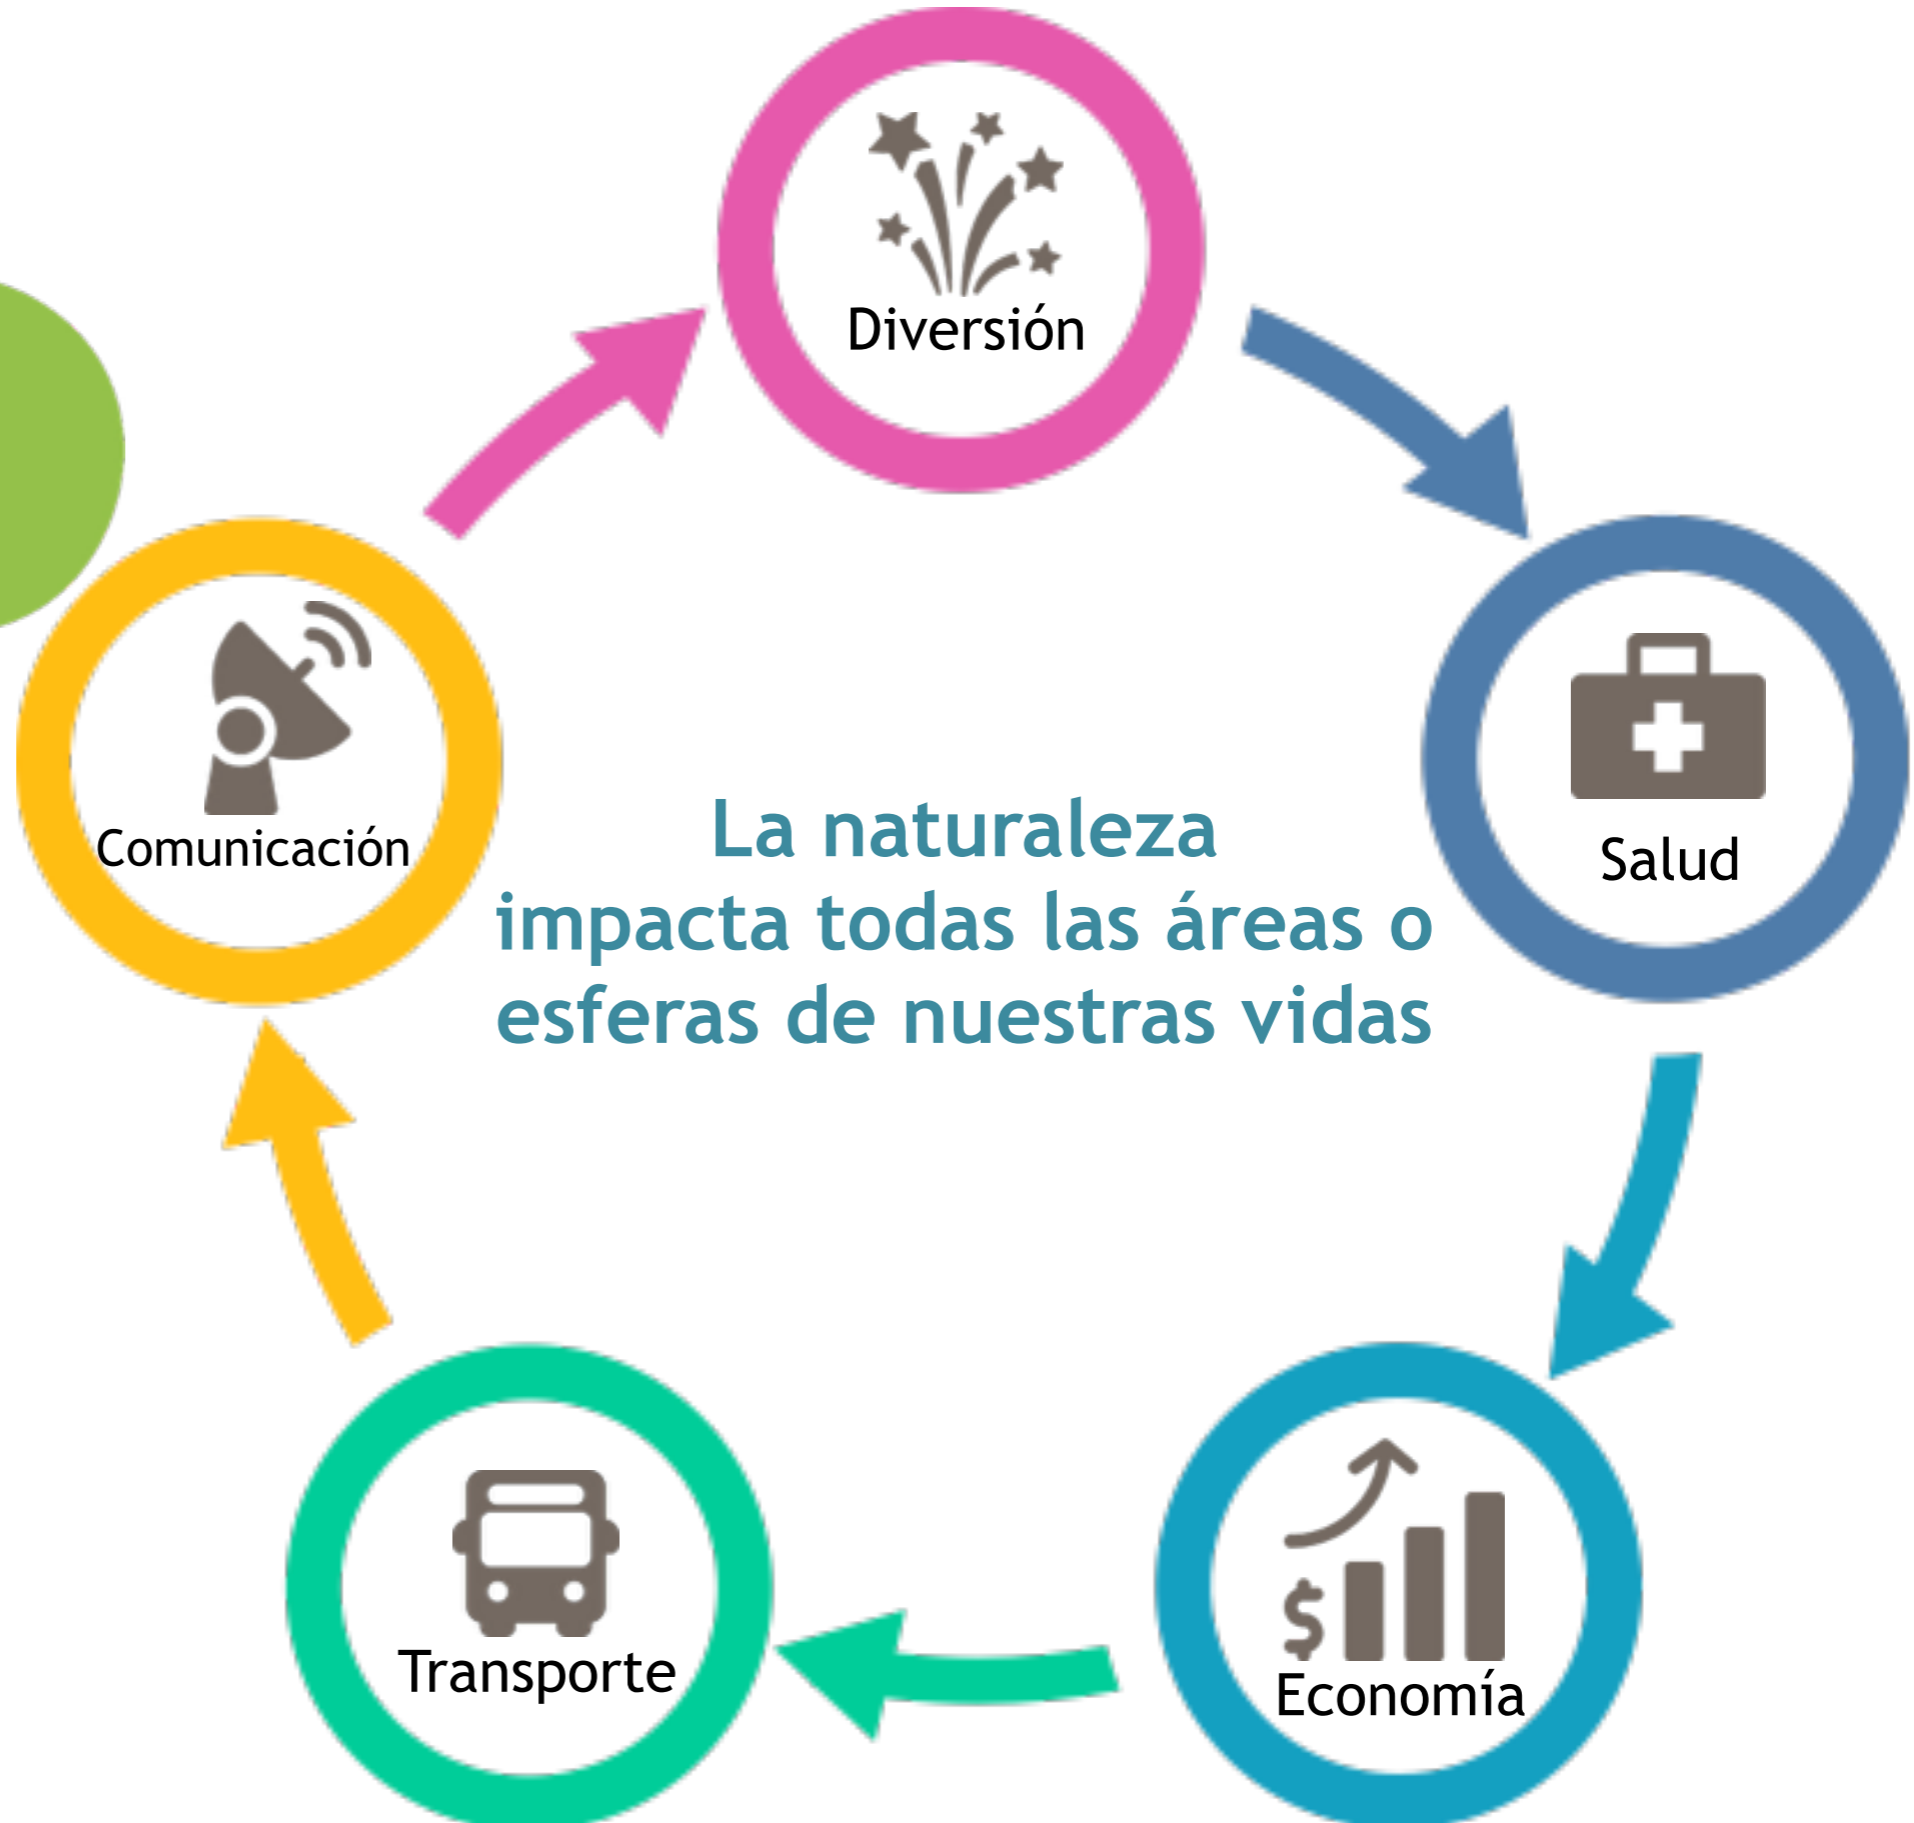 Diversión
Salud
Comunicación
La naturaleza
impacta todas las áreas o
esferas de nuestras vidas
Transporte
$
Economía